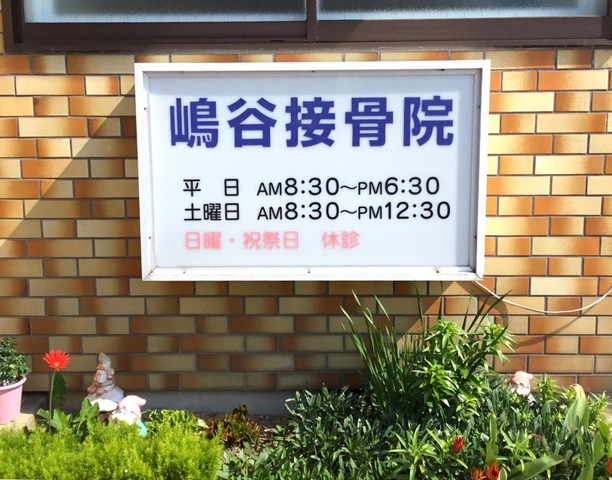 嶋谷接骨院
平 日 AM8:30～PM6:30
土曜日 AM8:30～PM12:30
日曜・祝祭日 休診